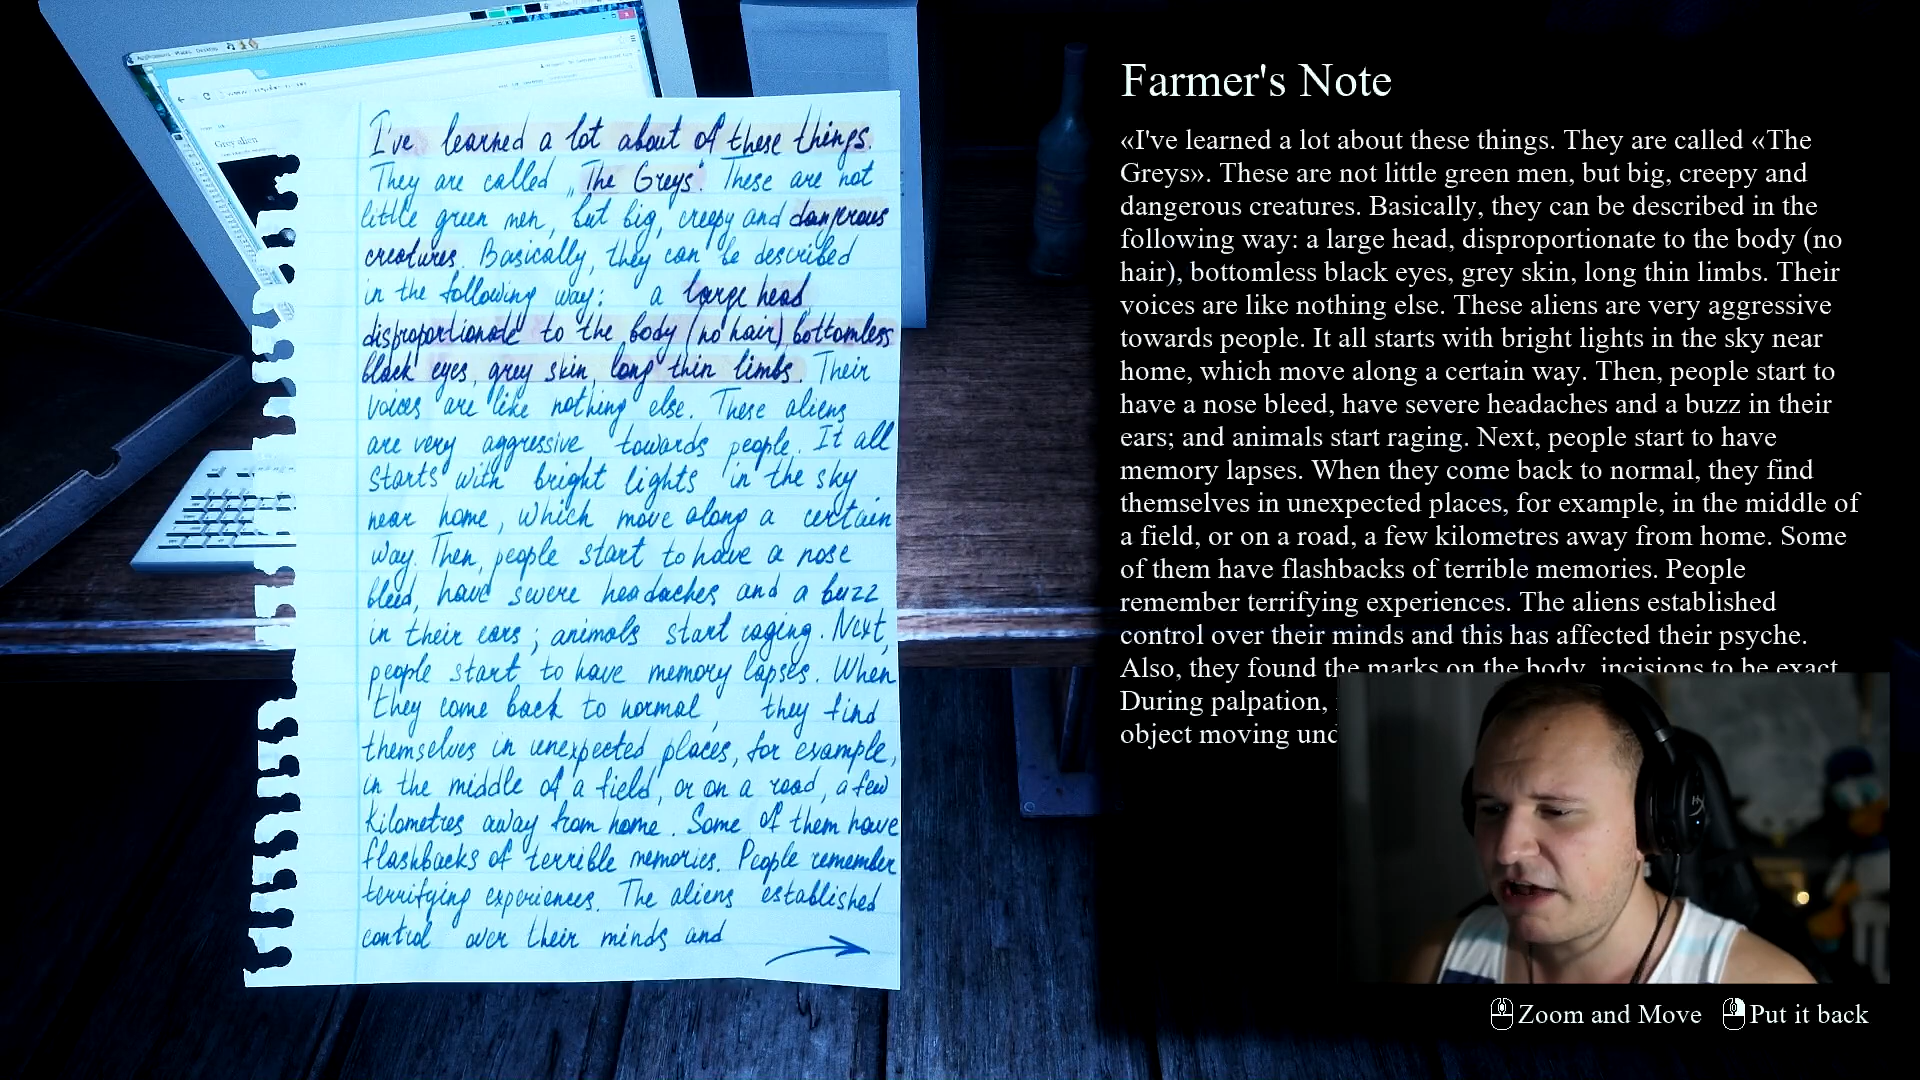 Grey alien
I've learned a lot about of these things.
They are called „The Greys". These are not
little green men, but big, creepy and dangerous
creatures. Basically, they can be described
in the following way: a large head
disproportionate to the body (no hair) bottomless
black eyes, grey skin, long thin limbs. Their
voices are like nothing else. These aliens
are very aggressive towards people. It all
starts with bright lights in the sky
near home, which move along a certain
way. Then, people start to have a nose
bleed, have severe headaches and a buzz
in their ears; animals start raging. Next,
people start to have memory lapses. When
they come back to normal, they find
themselves in unexpected places, for example,
in the middle of a field, or on a road, a few
kilometres away from home. Some of them have
flashbacks of terrible memories. People remember
terrifying experiences. The aliens established
control over their minds and
Farmer's Note
«I've learned a lot about these things. They are called «The
Greys». These are not little green men, but big, creepy and
dangerous creatures. Basically, they can be described in the
following way: a large head, disproportionate to the body (no
hair), bottomless black eyes, grey skin, long thin limbs. Their
voices are like nothing else. These aliens are very aggressive
towards people. It all starts with bright lights in the sky near
home, which move along a certain way. Then, people start to
have a nose bleed, have severe headaches and a buzz in their
ears; and animals start raging. Next, people start to have
memory lapses. When they come back to normal, they find
themselves in unexpected places, for example, in the middle of
a field, or on a road, a few kilometres away from home. Some
of them have flashbacks of terrible memories. People
remember terrifying experiences. The aliens established
control over their minds and this has affected their psyche.
Also, they found the marks on the body, incisions to be exact
During palpation,
object moving
Zoom and Move
Put it back